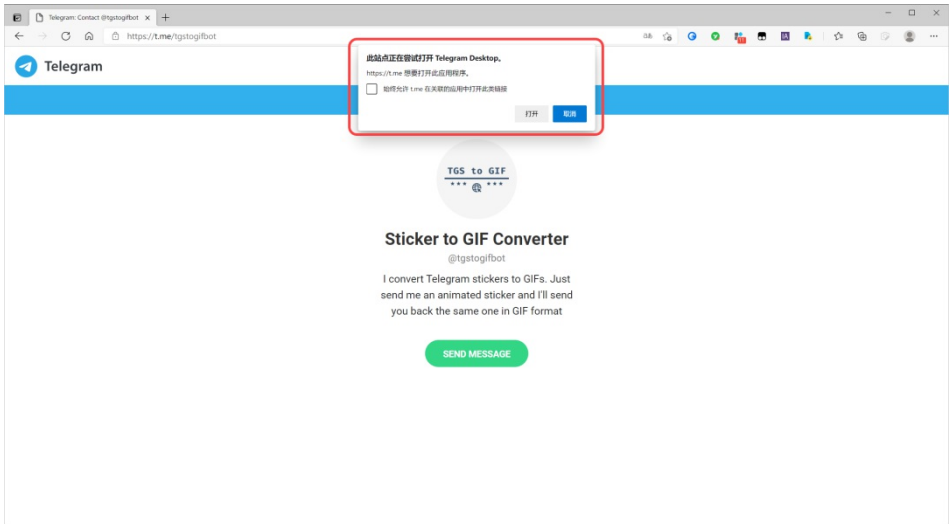 Telegram: Contact @tgstogifbot
https://t.me/tgstogifbot
Telegram
此站点正在尝试打开 Telegram Desktop。
https://t.me 想要打开此应用程序。
始终允许 t.me 在关联的应用中打开此类链接
打开
取消
TGS to GIF
*** ***
Sticker to GIF Converter
@tgstogifbot
I convert Telegram stickers to GIFs. Just
send me an animated sticker and I'll send
you back the same one in GIF format
SEND MESSAGE